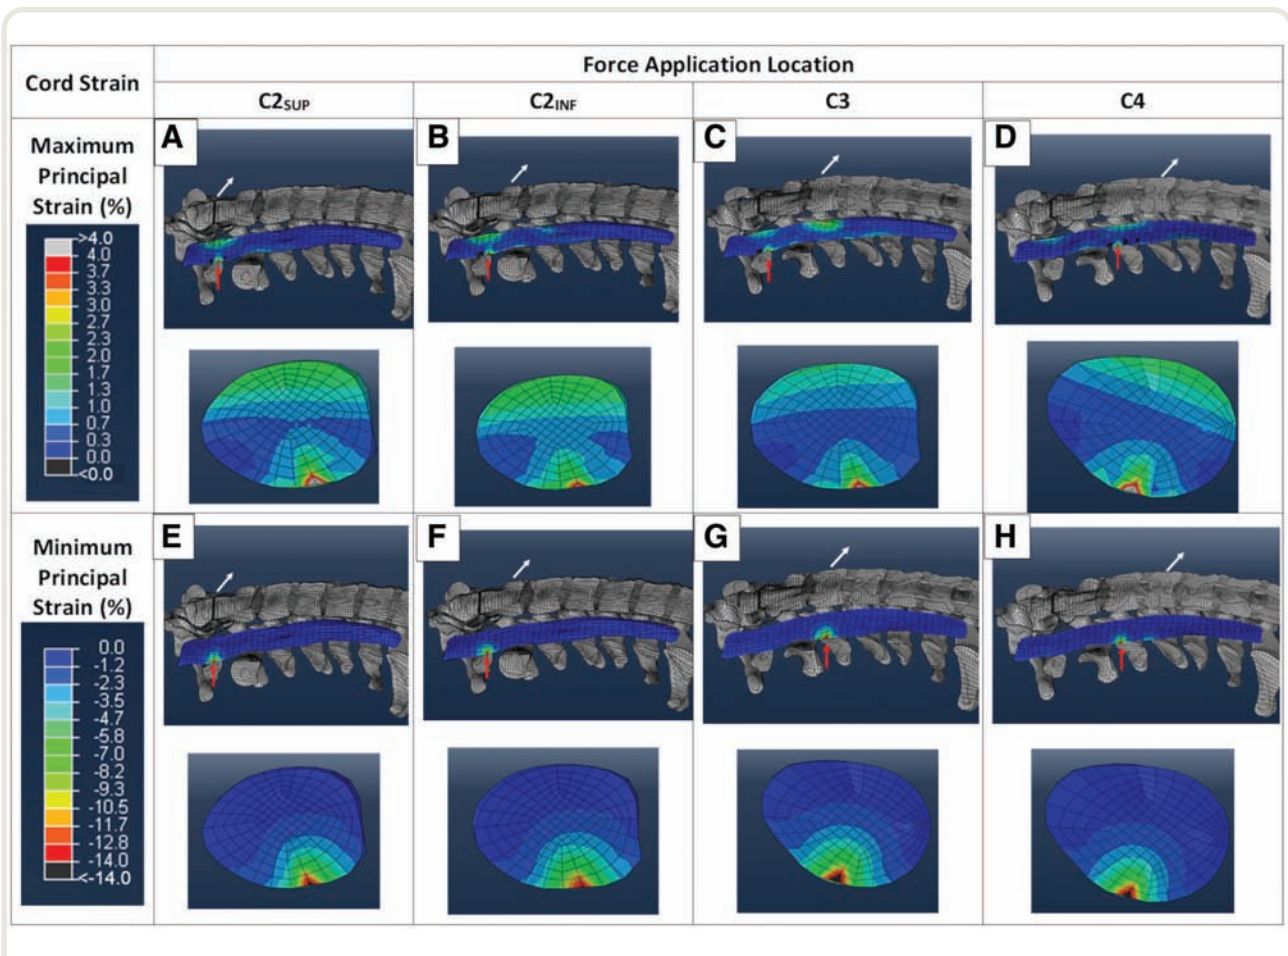 Cord Strain
Force Application Location
C2SUP
C2INF
C3
C4
Maximum
Principal
Strain (%)
>4.0
4.0
3.7
3.3
3.0
2.7
2.3
2.0
1.7
1.3
1.0
0.7
0.3
0.0
<0.0
A
B
C
D
Minimum
Principal
Strain (%)
0.0
-1.2
-2.3
-3.5
-4.7
-5.8
-7.0
-8.2
-9.3
-10.5
-11.7
-12.8
-14.0
<-14.0
E
F
G
H